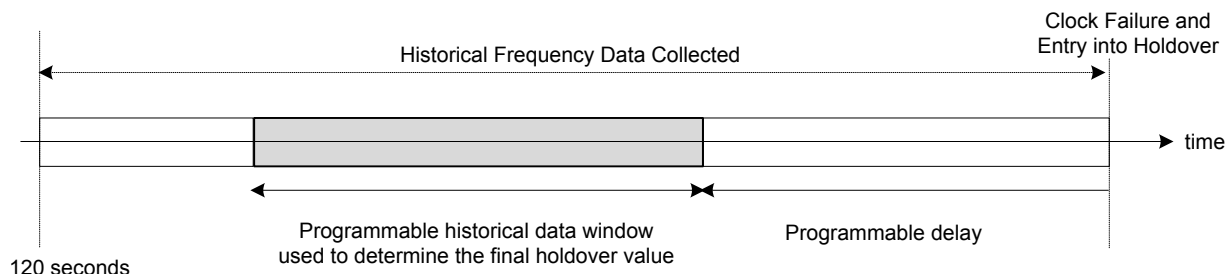 Clock Failure and
Entry into Holdover
Historical Frequency Data Collected
time
Programmable historical data window
used to determine the final holdover value
Programmable delay
120 seconds